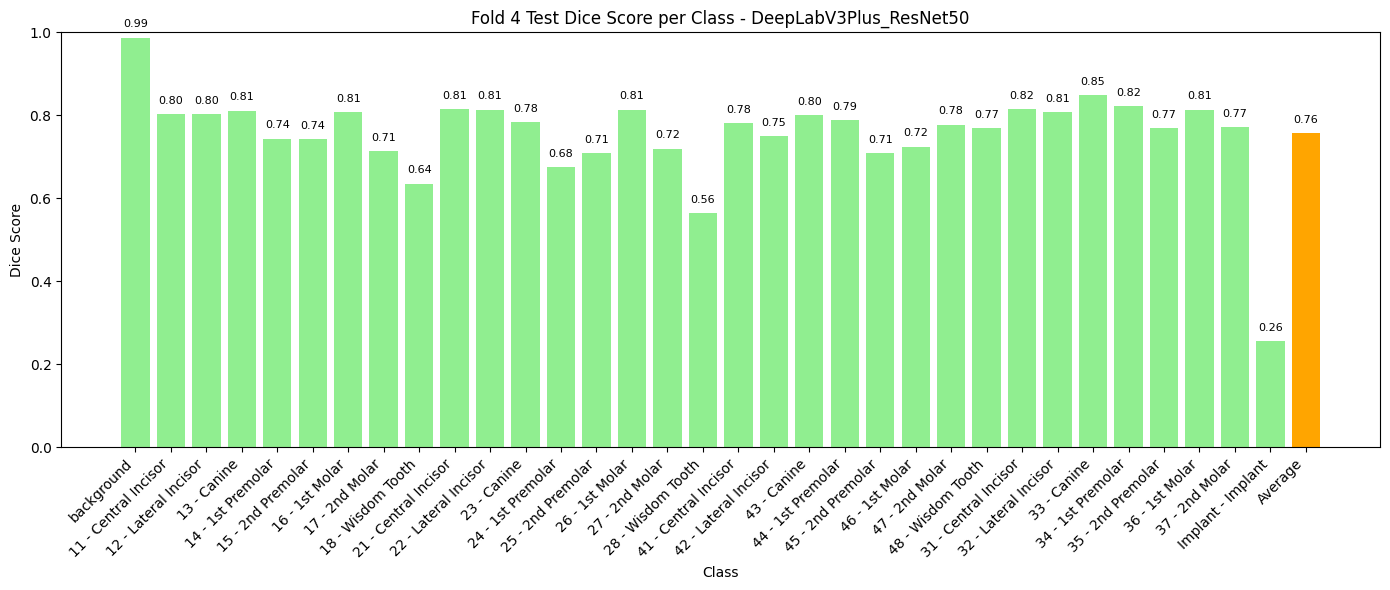 Fold 4 Test Dice Score per Class - DeepLabV3Plus_ResNet50
Dice Score
1.0
0.8
0.6
0.4
0.2
0.0
0.99
0.80
0.80
0.81
0.74
0.74
0.81
0.71
0.64
0.81
0.81
0.78
0.68
0.71
0.81
0.72
0.56
0.78
0.75
0.80
0.79
0.71
0.72
0.78
0.77
0.82
0.81
0.85
0.82
0.77
0.81
0.77
0.26
0.76
background
11 - Central Incisor
12 - Lateral Incisor
13 - Canine
14 - 1st Premolar
15 - 2nd Premolar
16 - 1st Molar
17 - 2nd Molar
18 - Wisdom Tooth
21 - Central Incisor
22 - Lateral Incisor
23 - Canine
24 - 1st Premolar
25 - 2nd Premolar
26 - 1st Molar
27 - 2nd Molar
28 - Wisdom Tooth
41 - Central Incisor
42 - Lateral Incisor
43 - Canine
44 - 1st Premolar
45 - 2nd Premolar
46 - 1st Molar
47 - 2nd Molar
48 - Wisdom Tooth
31 - Central Incisor
32 - Lateral Incisor
33 - Canine
34 - 1st Premolar
35 - 2nd Premolar
36 - 1st Molar
37 - 2nd Molar
Implant - Implant
Average
Class